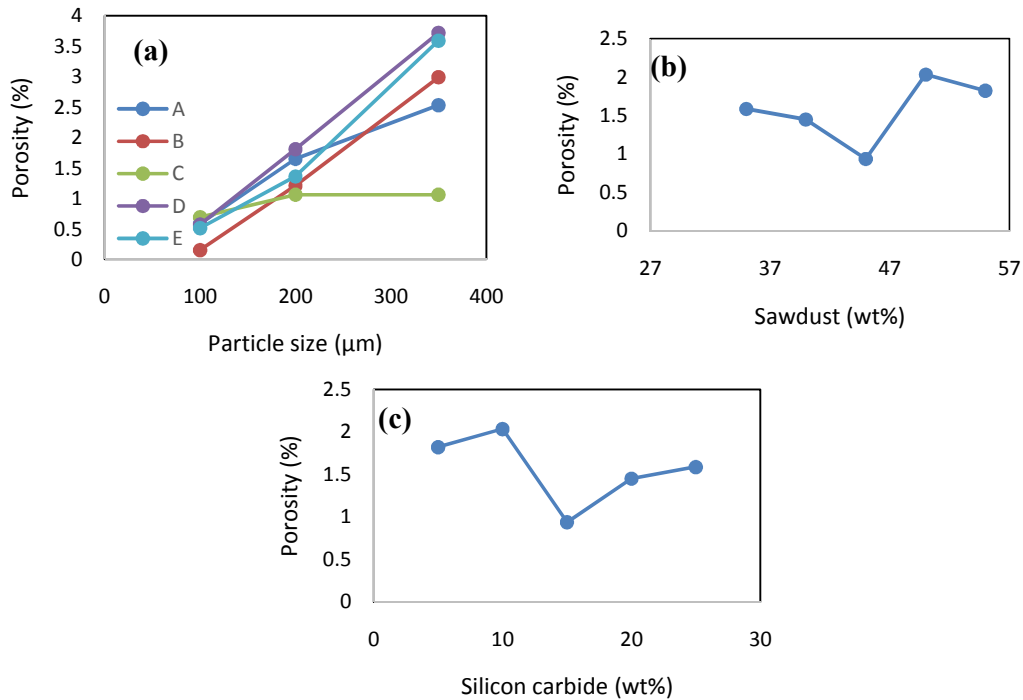 (a)
Porosity (%)
4
3.5
3
2.5
2
1.5
1
0.5
0
A
B
C
D
E
0 100 200 300 400
Particle size (µm)
(b)
Porosity (%)
2.5
2
1.5
1
0.5
0
27 37 47 57
Sawdust (wt%)
(c)
Porosity (%)
2.5
2
1.5
1
0.5
0
0 10 20 30
Silicon carbide (wt%)